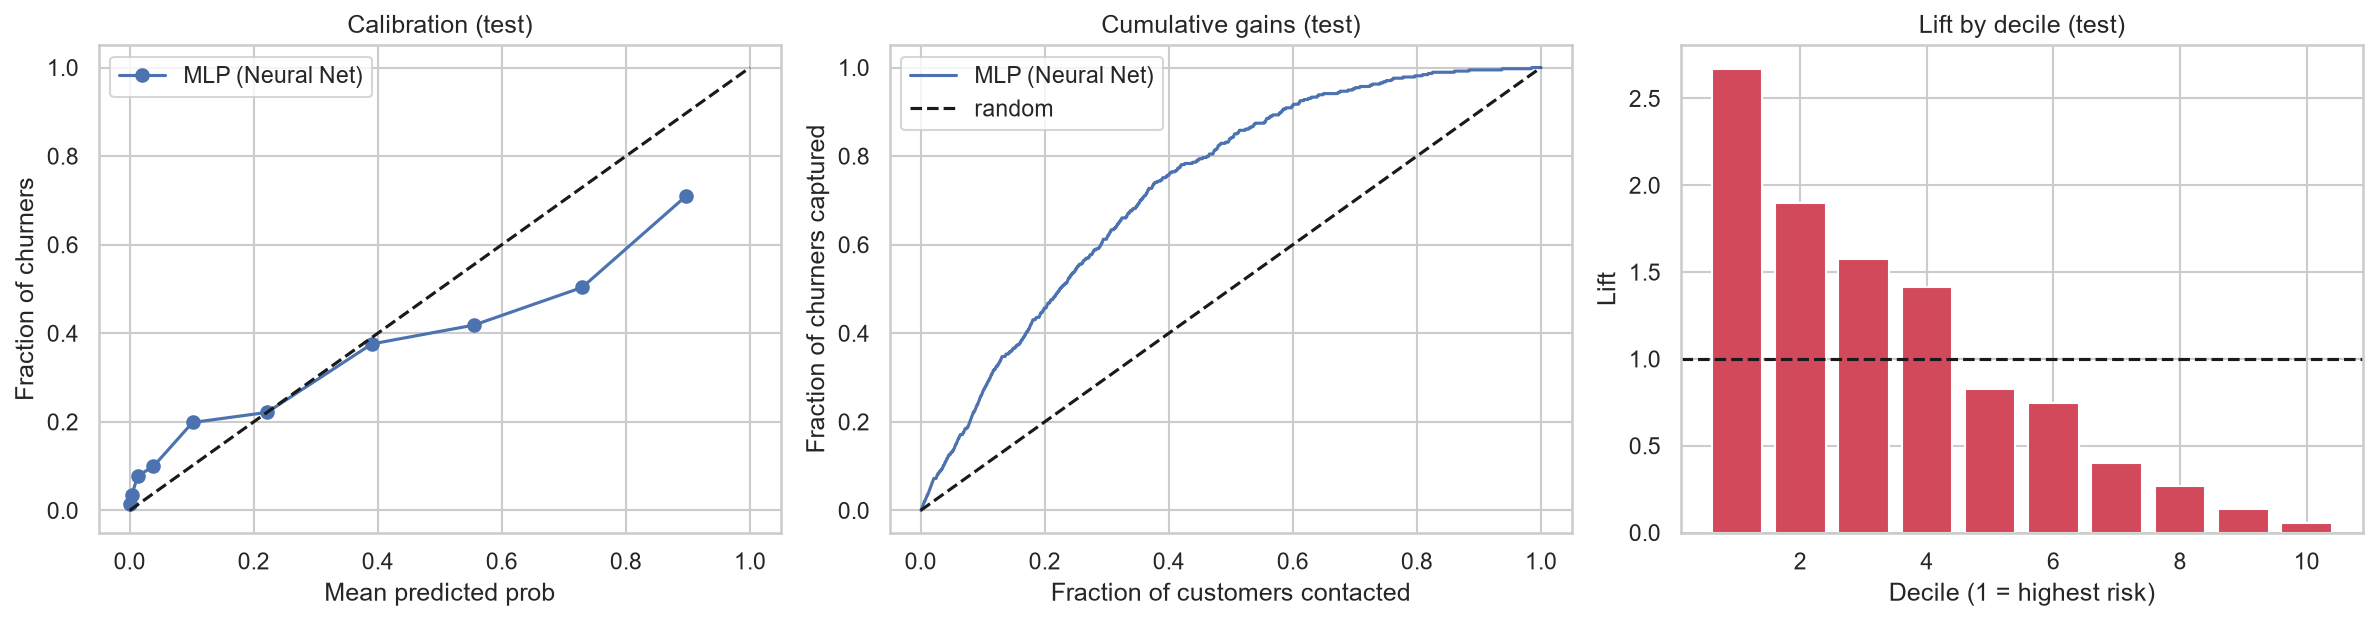 Calibration (test)
MLP (Neural Net)
Fraction of churners
1.0
0.8
0.6
0.4
0.2
0.0
0.0 0.2 0.4 0.6 0.8 1.0
Mean predicted prob
Cumulative gains (test)
MLP (Neural Net)
random
Fraction of churners captured
1.0
0.8
0.6
0.4
0.2
0.0
0.0 0.2 0.4 0.6 0.8 1.0
Fraction of customers contacted
Lift by decile (test)
Lift
2.5
2.0
1.5
1.0
0.5
0.0
2 4 6 8 10
Decile (1 = highest risk)